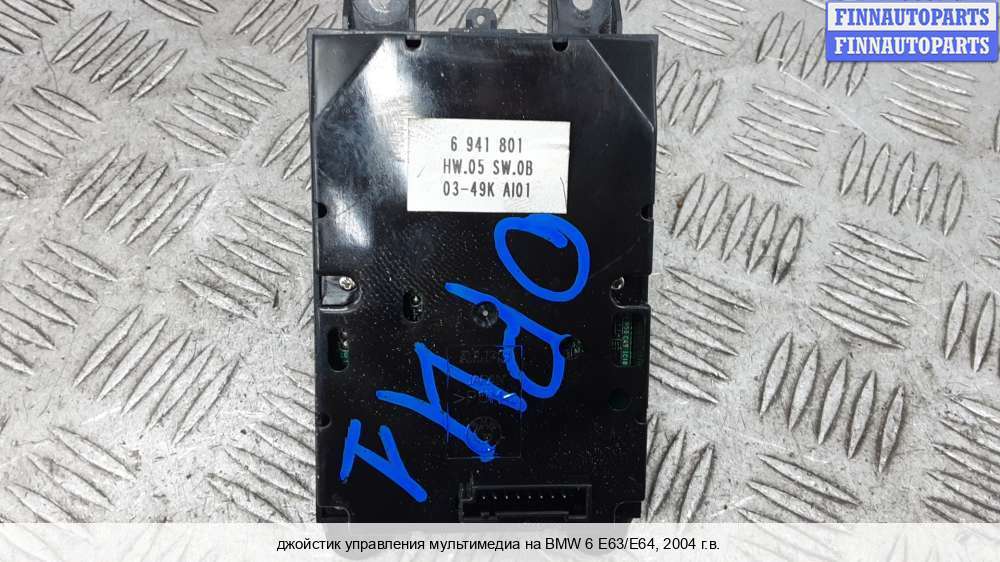 FINNAUTOPARTS
FINNAUTOPARTS
6 941 801
HW.05 SW.0B
03-49K AI01
джойстик управления мультимедиа на BMW 6 E63/E64, 2004 г.в.